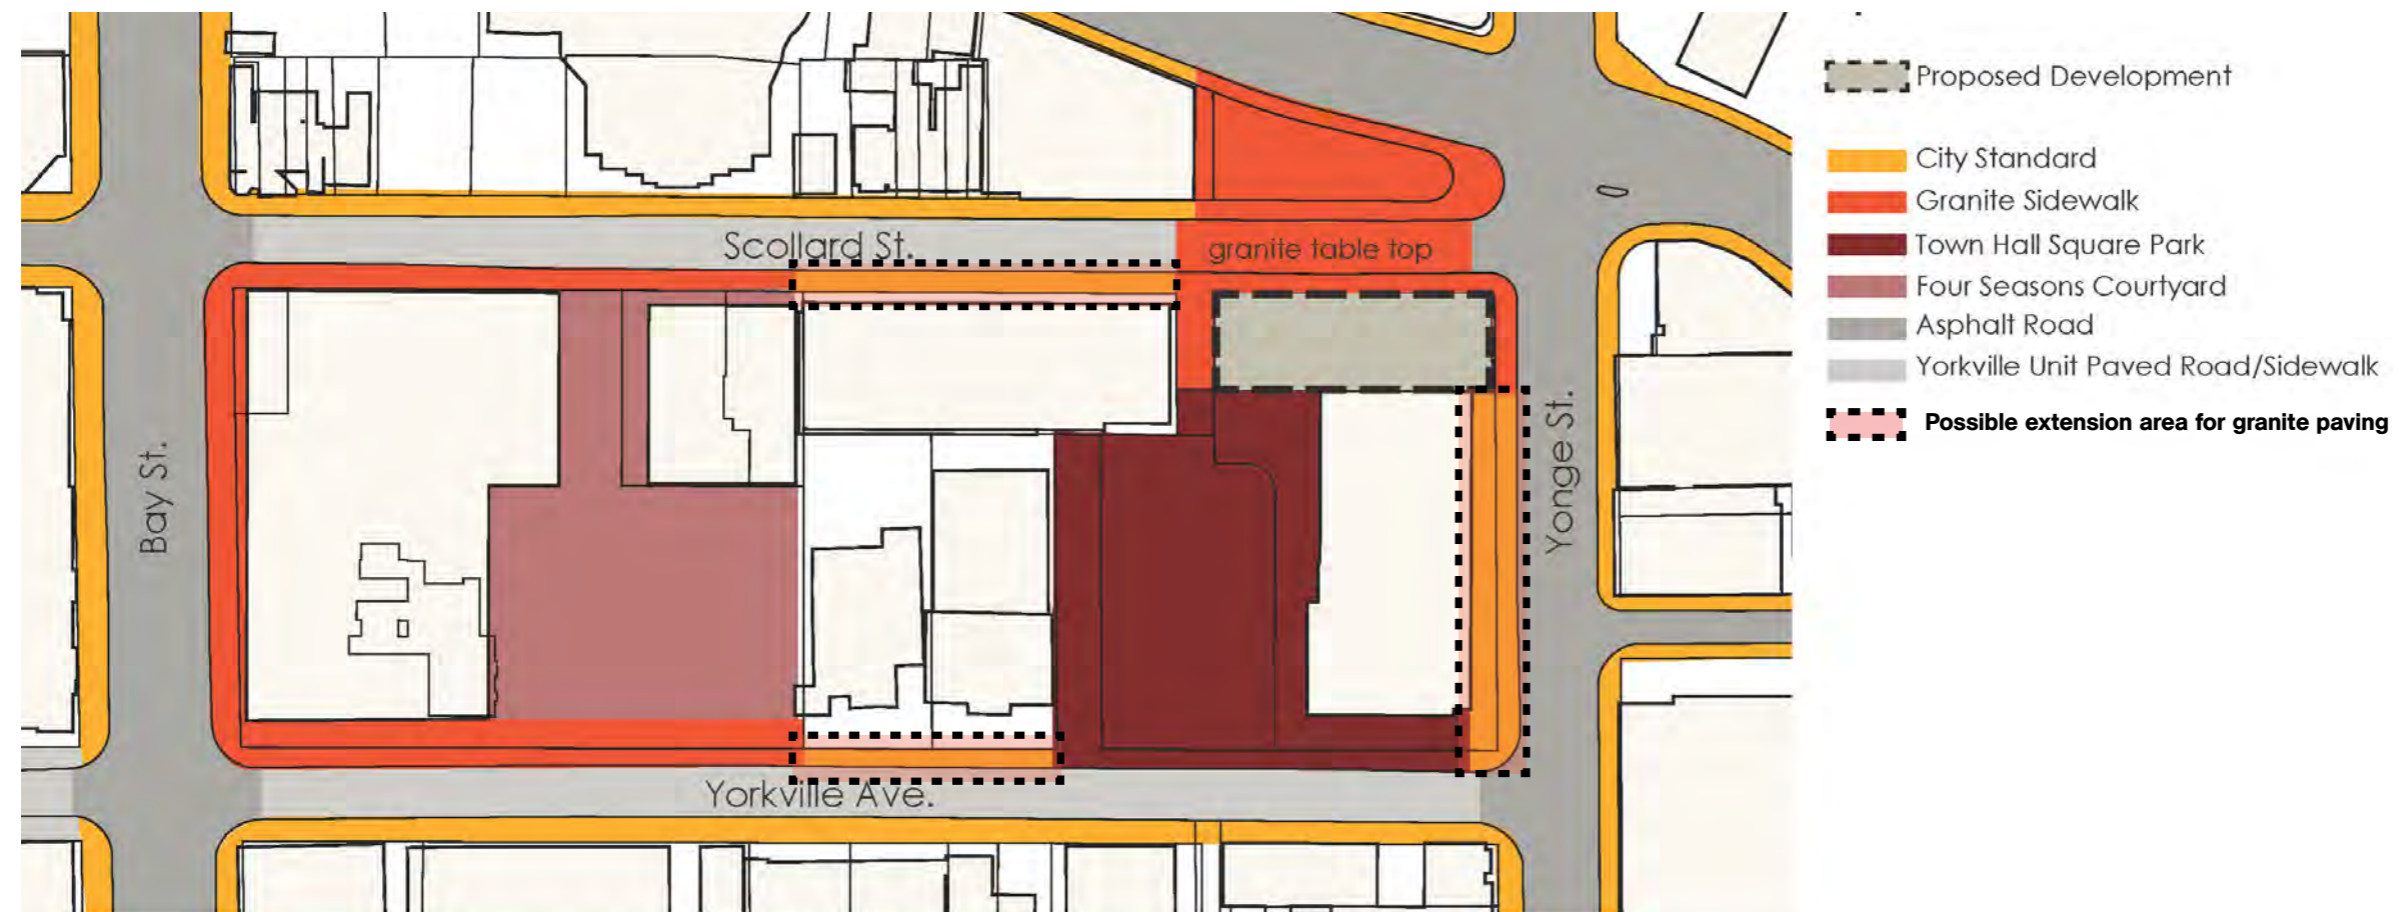 Scollard St.
granite table top
Bay St.
Yonge St.
Yorkville Ave.
Proposed Development
City Standard
Granite Sidewalk
Town Hall Square Park
Four Seasons Courtyard
Asphalt Road
Yorkville Unit Paved Road/Sidewalk
Possible extension area for granite paving